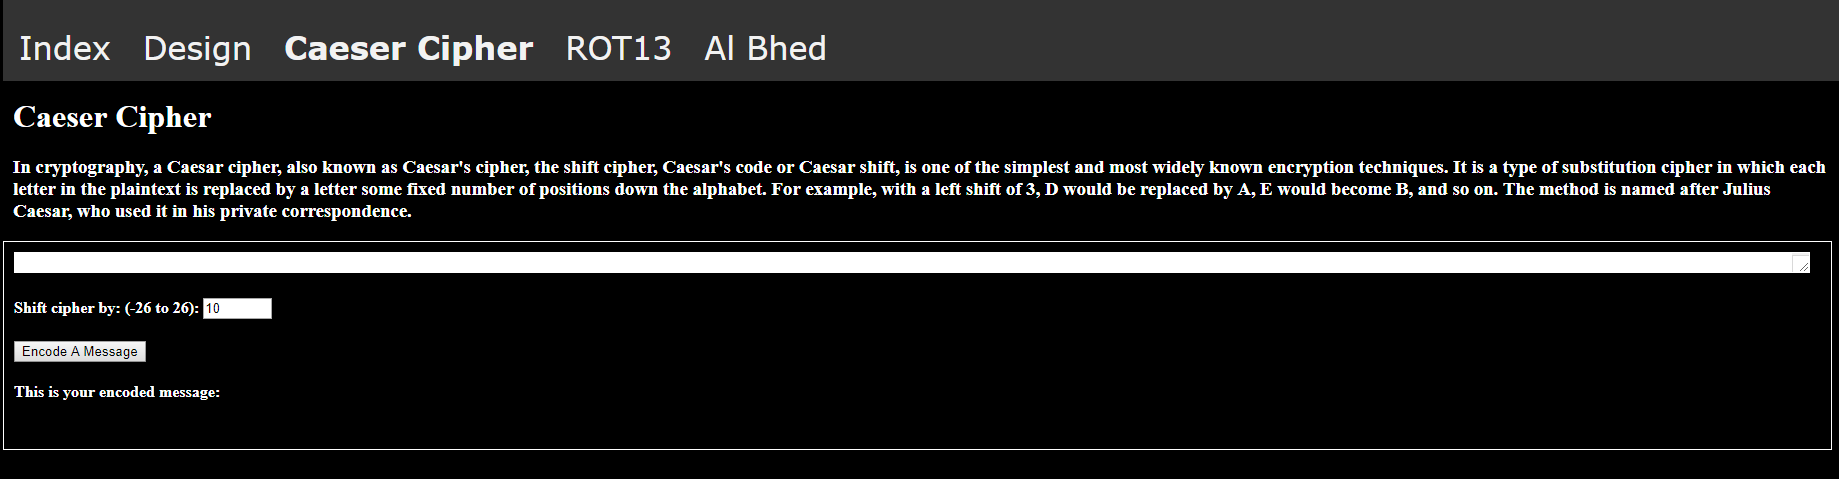 Index Design Caeser Cipher ROT13 Al Bhed
Caeser Cipher
In cryptography, a Caesar cipher, also known as Caesar's cipher, the shift cipher, Caesar's code or Caesar shift, is one of the simplest and most widely known encryption techniques. It is a type of substitution cipher in which each
letter in the plaintext is replaced by a letter some fixed number of positions down the alphabet. For example, with a left shift of 3, D would be replaced by A, E would become B, and so on. The method is named after Julius
Caesar, who used it in his private correspondence.
Shift cipher by: (-26 to 26): 10
Encode A Message
This is your encoded message: